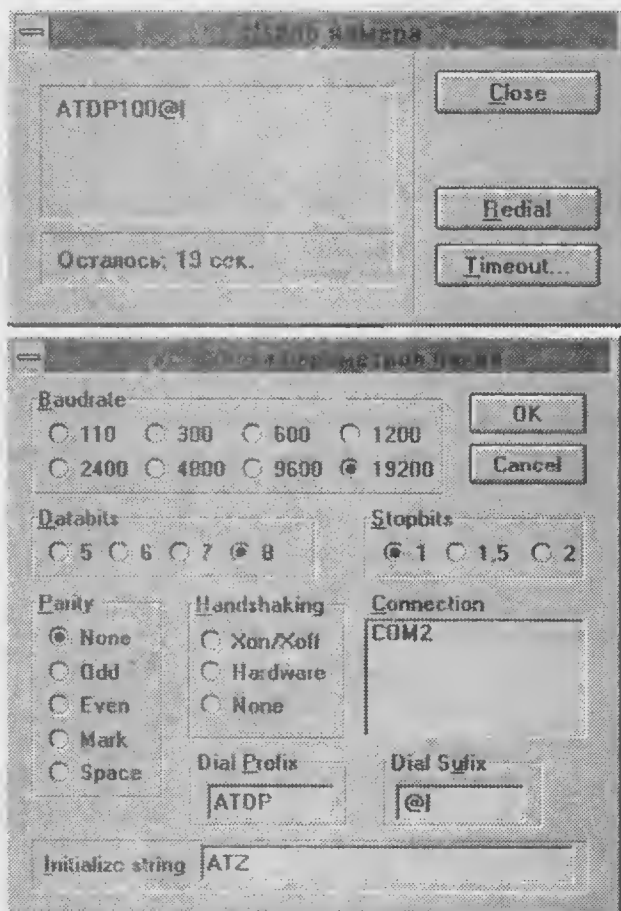 Набор номера
ATDP100@I
Close
Redial
Осталось: 19 сек.
Timeout...
Baudrate
110 300 600 1200
2400 4800 9600 19200
OK
Cancel
Databits
5 6 7 8
Stopbits
1 1,5 2
Parity
None
Odd
Even
Mark
Space
Handshaking
Xon/Xoff
Hardware
None
Connection
COM2
Dial Prefix
ATDP
Dial Sufix
@I
Initialize string ATZ